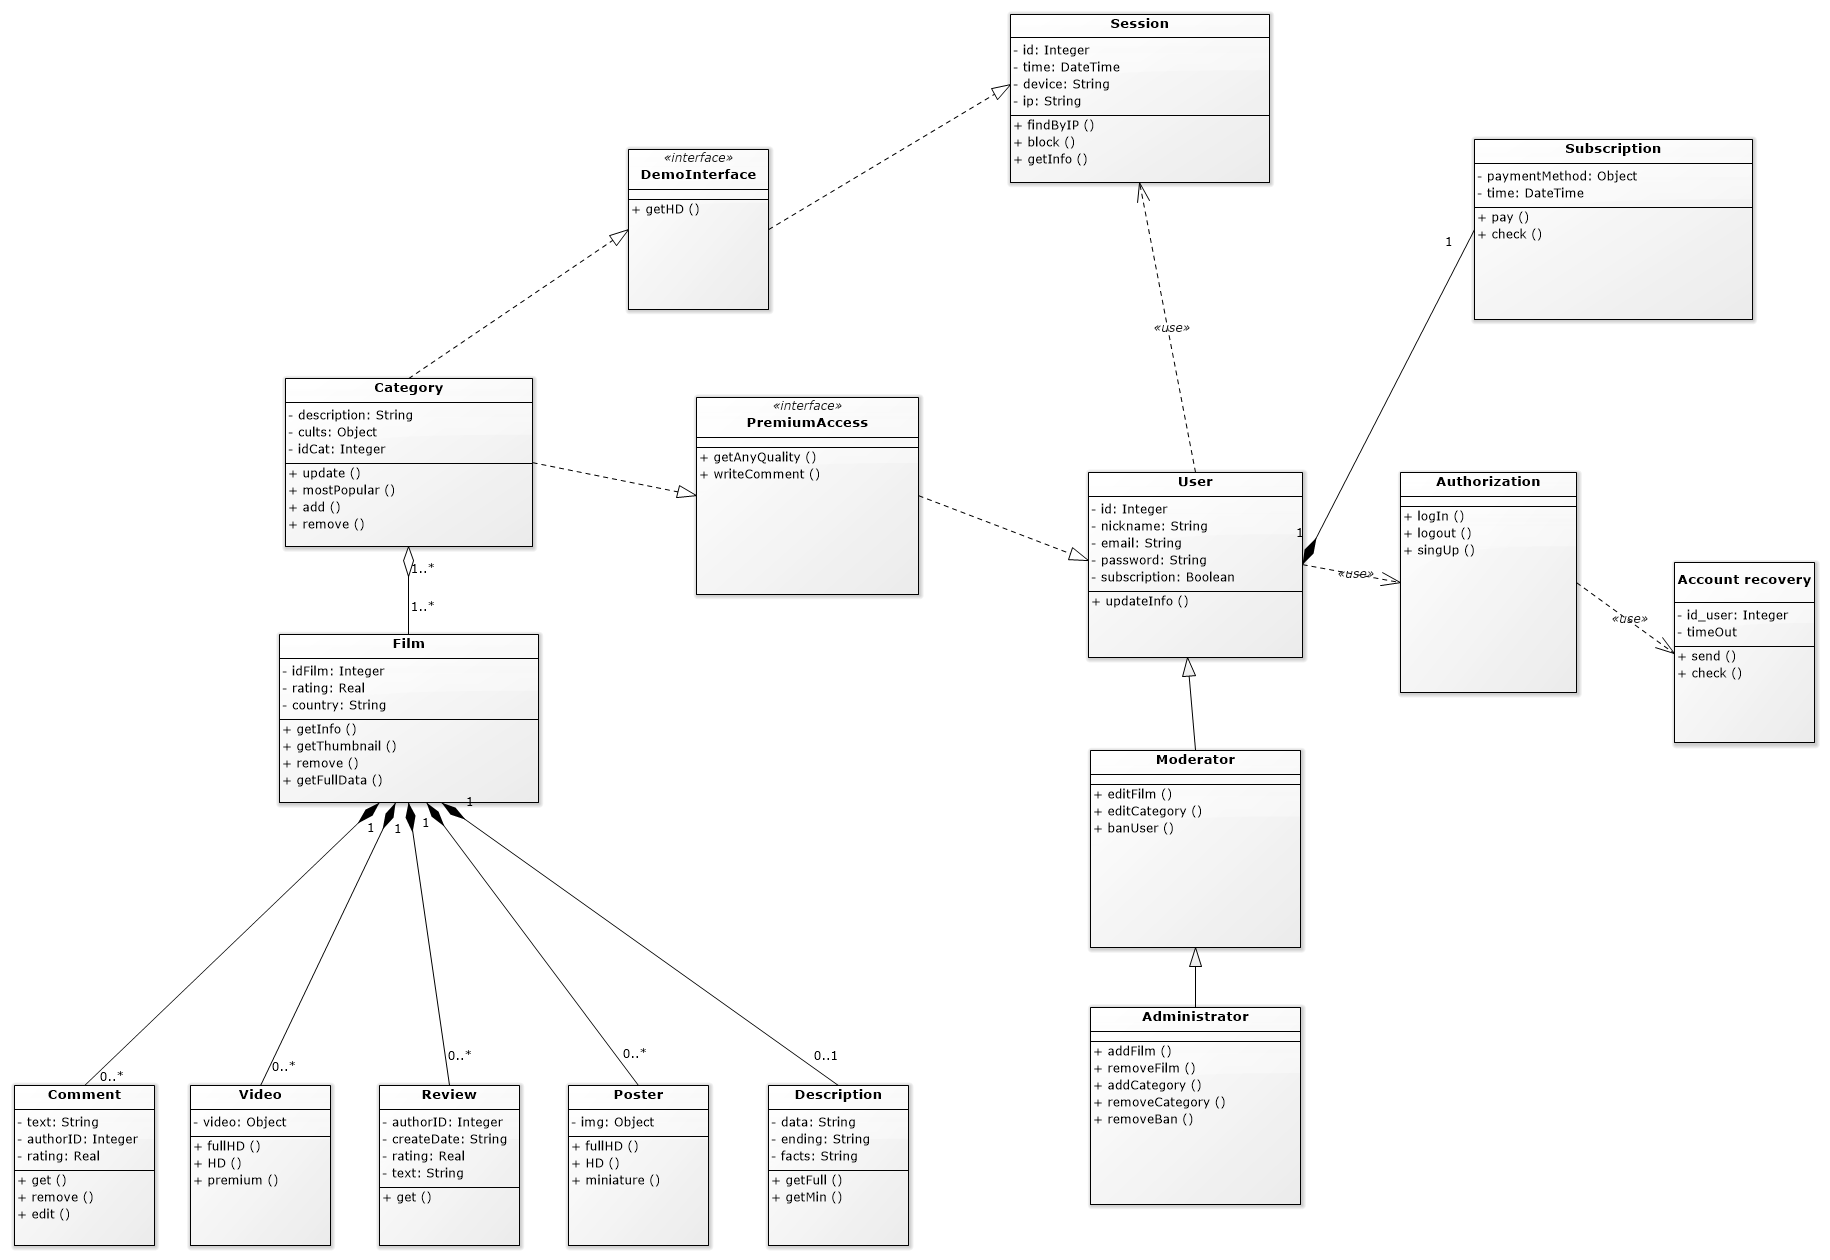 Session
- id: Integer
- time: DateTime
- device: String
- ip: String
+ findByIP ()
+ block ()
+ getInfo ()
«interface»
DemoInterface
+ getHD ()
Subscription
- paymentMethod: Object
- time: DateTime
+ pay ()
+ check ()
1
«use»
Category
- description: String
- cults: Object
- idCat: Integer
+ update ()
+ mostPopular ()
+ add ()
+ remove ()
«interface»
PremiumAccess
+ getAnyQuality ()
+ writeComment ()
User
- id: Integer
- nickname: String
- email: String
- password: String
- subscription: Boolean
+ updateInfo ()
1
«use»
Authorization
+ logIn ()
+ logout ()
+ singUp ()
«use»
Account recovery
- id_user: Integer
- timeOut
+ send ()
+ check ()
1..*
1..*
Film
- idFilm: Integer
- rating: Real
- country: String
+ getInfo ()
+ getThumbnail ()
+ remove ()
+ getFullData ()
1
1
1
1
Moderator
+ editFilm ()
+ editCategory ()
+ banUser ()
Administrator
+ addFilm ()
+ removeFilm ()
+ addCategory ()
+ removeCategory ()
+ removeBan ()
0..*
0..*
0..*
0..*
0..1
Comment
- text: String
- authorID: Integer
- rating: Real
+ get ()
+ remove ()
+ edit ()
Video
- video: Object
+ fullHD ()
+ HD ()
+ premium ()
Review
- authorID: Integer
- createDate: String
- rating: Real
- text: String
+ get ()
Poster
- img: Object
+ fullHD ()
+ HD ()
+ miniature ()
Description
- data: String
- ending: String
- facts: String
+ getFull ()
+ getMin ()